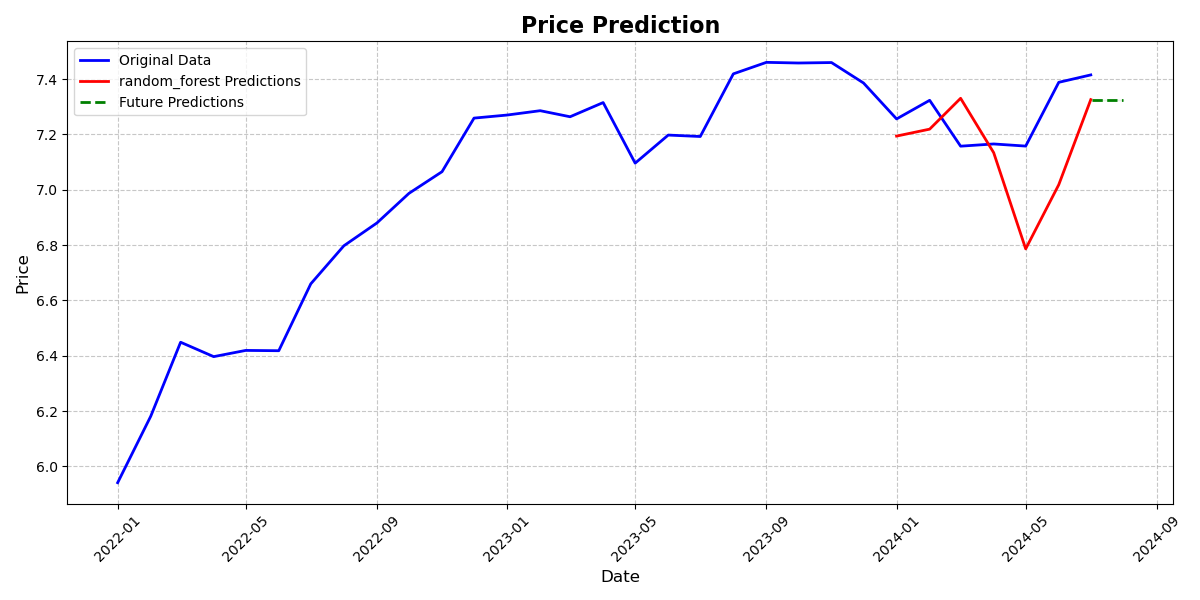 Price Prediction
Original Data
random_forest Predictions
Future Predictions
Price
7.4
7.2
7.0
6.8
6.6
6.4
6.2
6.0
2022-01
2022-05
2022-09
2023-01
2023-05
2023-09
2024-01
2024-05
2024-09
Date